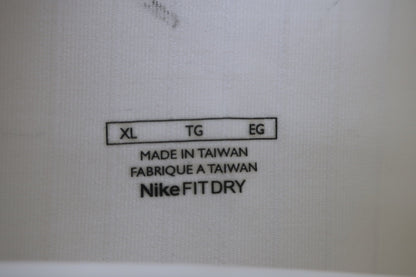 XL TG EG
MADE IN TAIWAN
FABRIQUE A TAIWAN
Nike FIT DRY